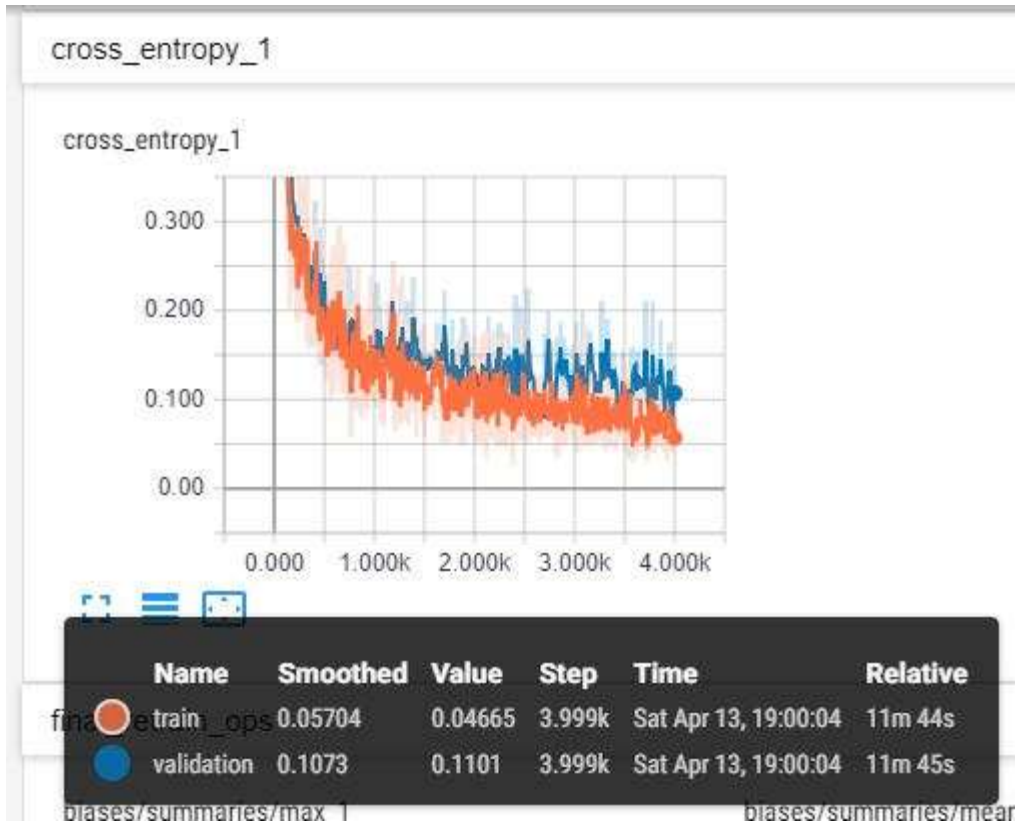 cross_entropy_1
cross_entropy_1
0.300
0.200
0.100
0.00
0.000 1.000k 2.000k 3.000k 4.000k
Name Smoothed Value Step Time Relative
train 0.05704 0.04665 3.999k Sat Apr 13, 19:00:04 11m 44s
validation 0.1073 0.1101 3.999k Sat Apr 13, 19:00:04 11m 45s
biases/summaries/max_1 biases/summaries/mean